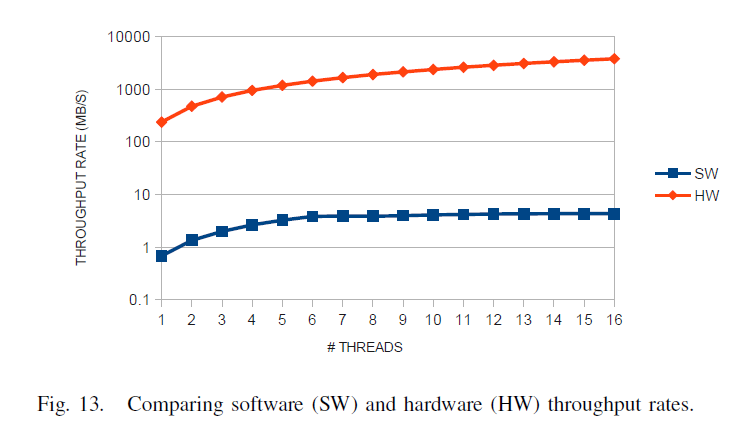 10000
1000
100
10
1
0.1
THROUGHPUT RATE (MB/S)
1 2 3 4 5 6 7 8 9 10 11 12 13 14 15 16
# THREADS
SW
HW
Fig. 13. Comparing software (SW) and hardware (HW) throughput rates.